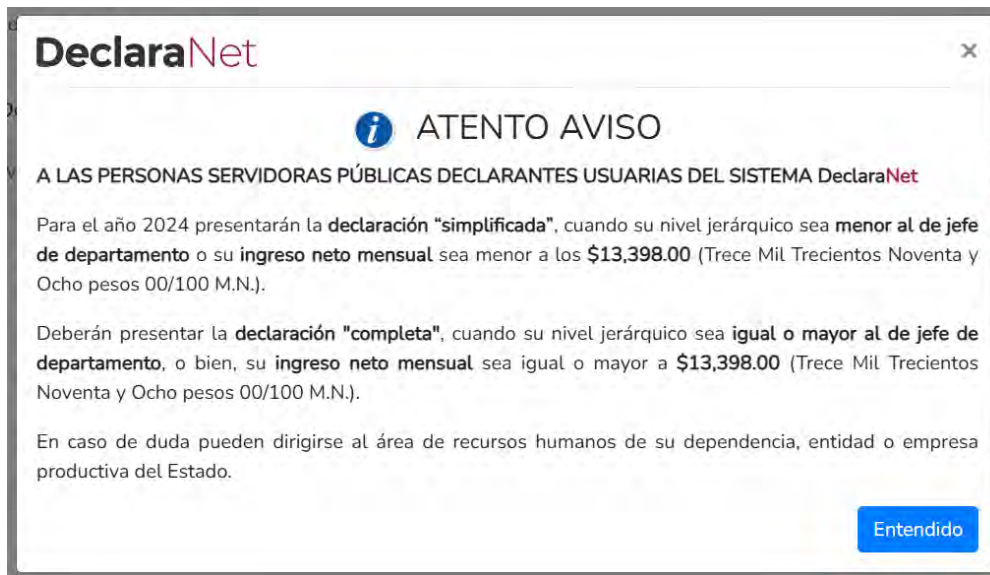 DeclaraNet
×
ATENTO AVISO
A LAS PERSONAS SERVIDORAS PÚBLICAS DECLARANTES USUARIAS DEL SISTEMA DeclaraNet
Para el año 2024 presentarán la declaración “simplificada”, cuando su nivel jerárquico sea menor al de jefe
de departamento o su ingreso neto mensual sea menor a los $13,398.00 (Trece Mil Trecientos Noventa y
Ocho pesos 00/100 M.N.).
Deberán presentar la declaración "completa", cuando su nivel jerárquico sea igual o mayor al de jefe de
departamento, o bien, su ingreso neto mensual sea igual o mayor a $13,398.00 (Trece Mil Trecientos
Noventa y Ocho pesos 00/100 M.N.).
En caso de duda pueden dirigirse al área de recursos humanos de su dependencia, entidad o empresa
productiva del Estado.
Entendido